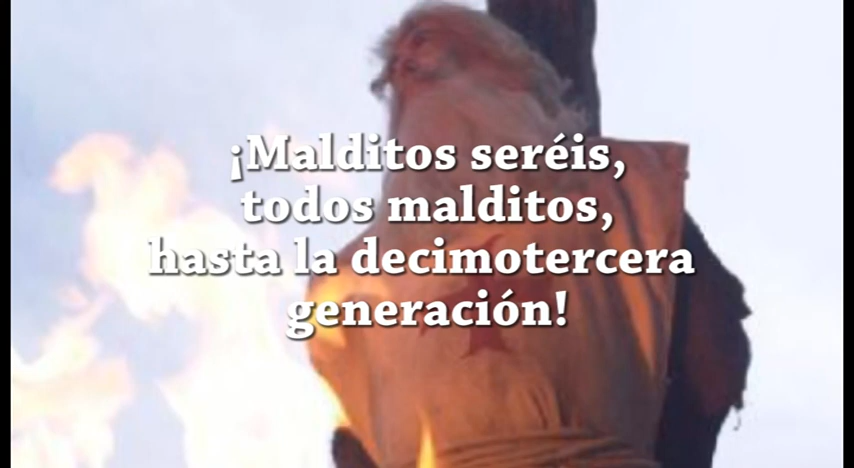 ¡Malditos seréis,
todos malditos,
hasta la decimotercera
generación!